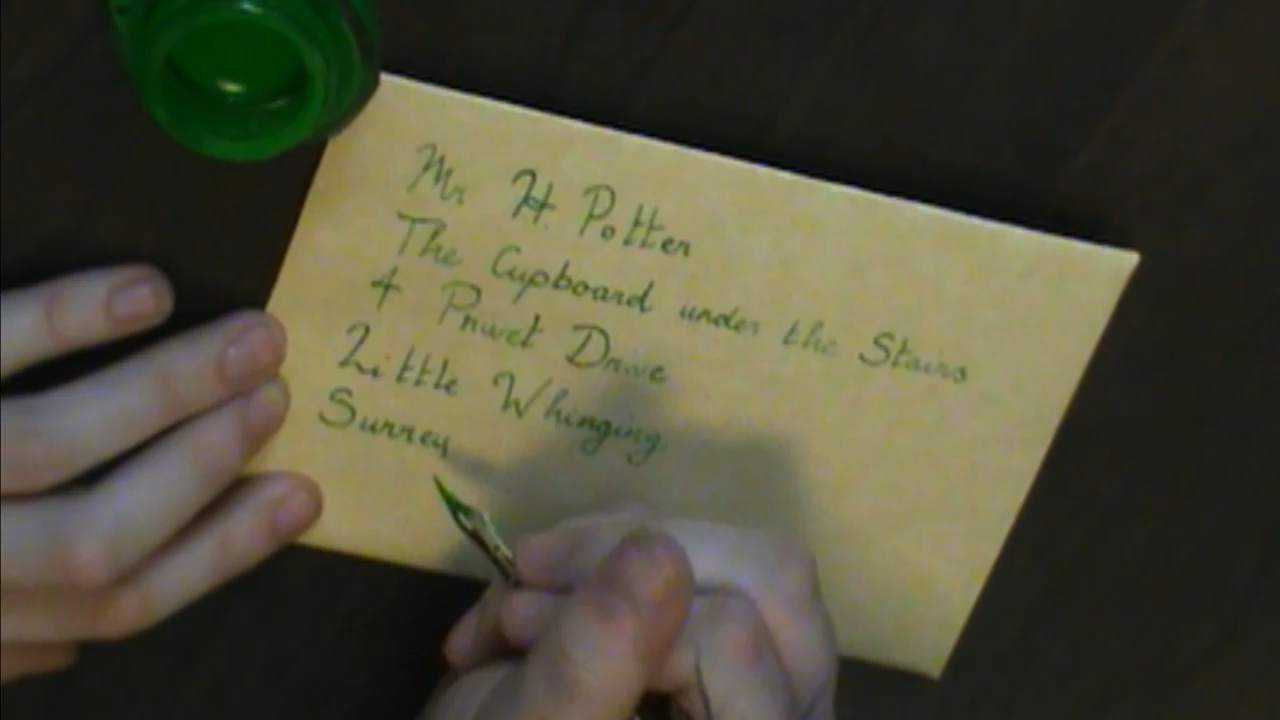 Mr H. Potter
The Cupboard under the Stairs
4 Privet Drive
Little Whinging
Surrey